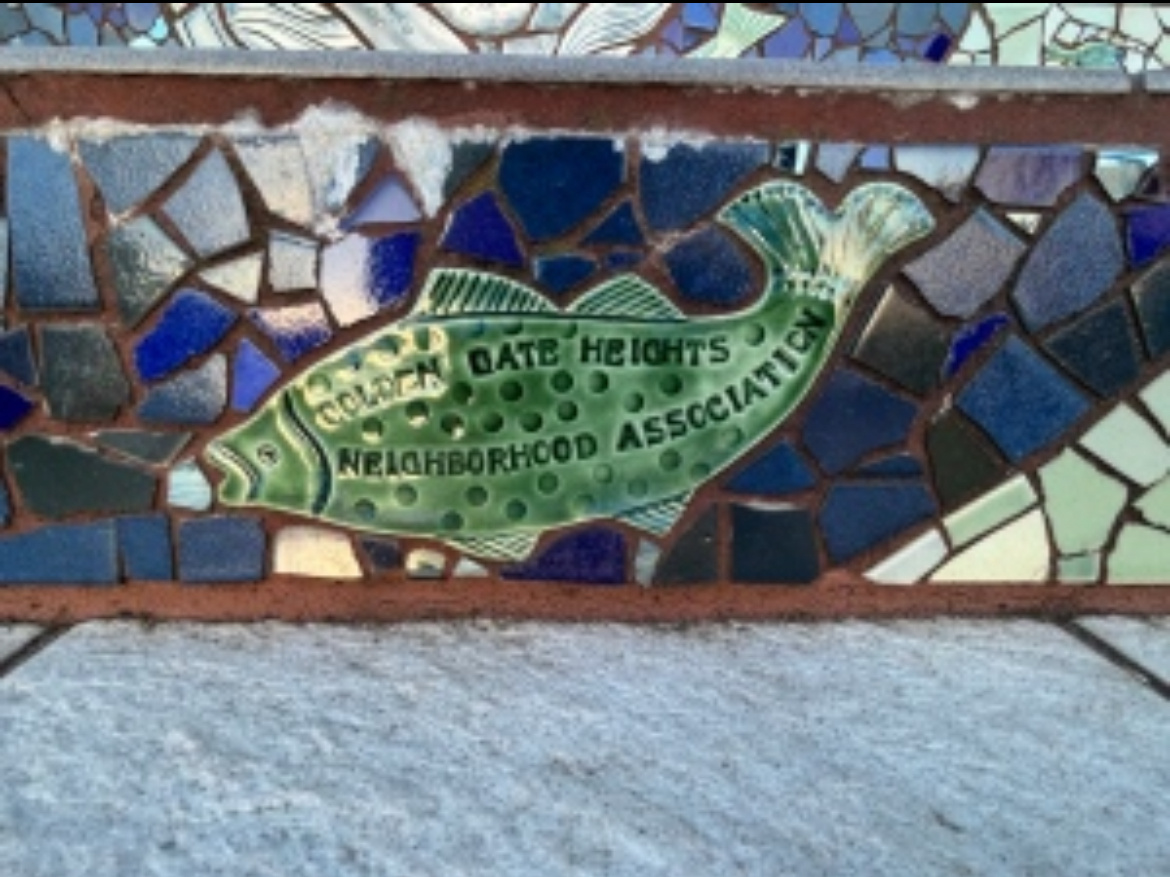 GOLDEN GATE HEIGHTS
NEIGHBORHOOD ASSOCIATION